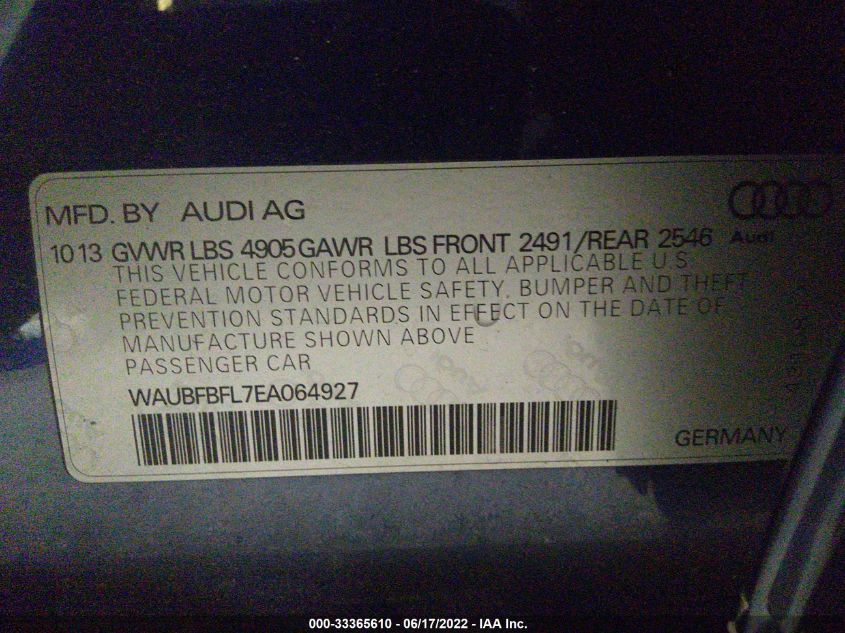 MFD. BY AUDI AG
10 13 GVWR LBS 4905 GAWR LBS FRONT 2491/REAR 2546
Audi
THIS VEHICLE CONFORMS TO ALL APPLICABLE U.S.
FEDERAL MOTOR VEHICLE SAFETY, BUMPER AND THEFT
PREVENTION STANDARDS IN EFFECT ON THE DATE OF
MANUFACTURE SHOWN ABOVE
PASSENGER CAR
WAUBFBFL7EA064927
GERMANY
000-33365610 - 06/17/2022 - IAA Inc.